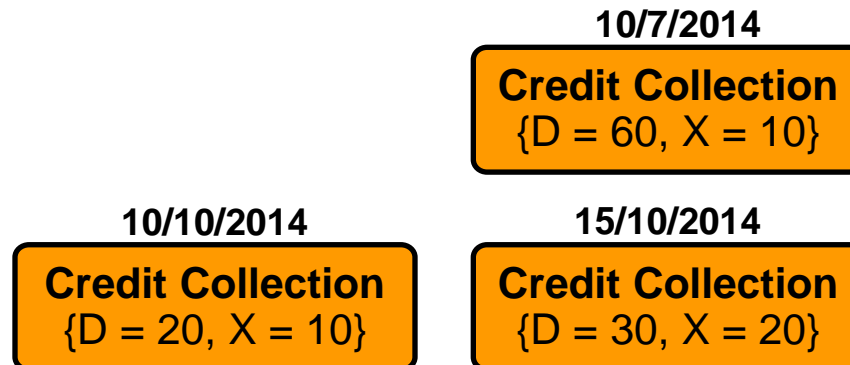 10/7/2014
Credit Collection
{D = 60, X = 10}
10/10/2014
Credit Collection
{D = 20, X = 10}
15/10/2014
Credit Collection
{D = 30, X = 20}